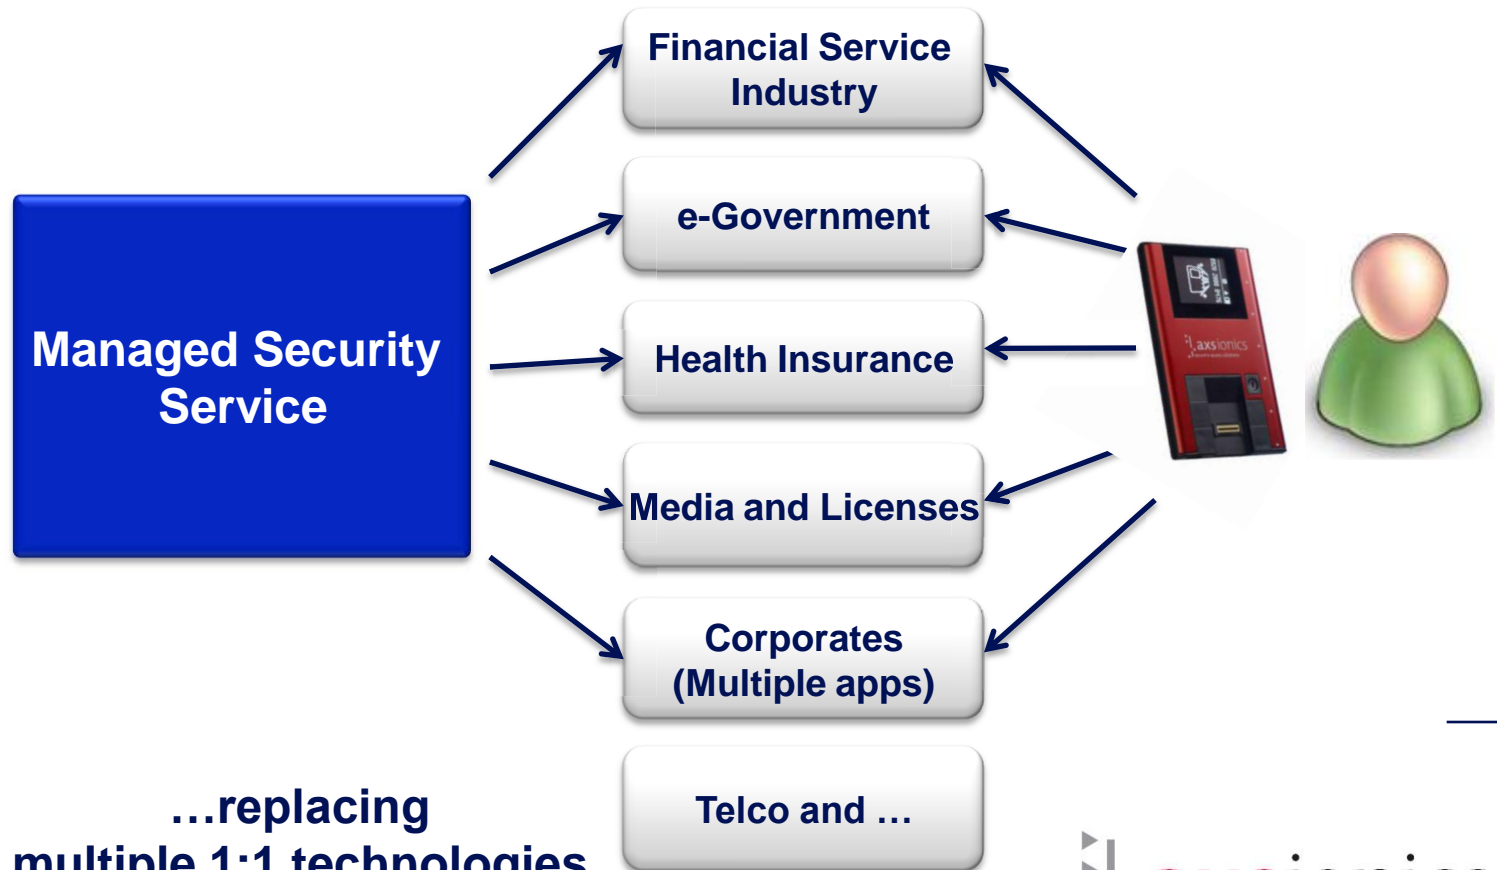 Financial Service
Industry
e-Government
Managed Security
Service
Health Insurance
axsionics
Media and Licenses
Corporates
(Multiple apps)
Telco and …
…replacing
multiple 1:1 technologies
axsionics